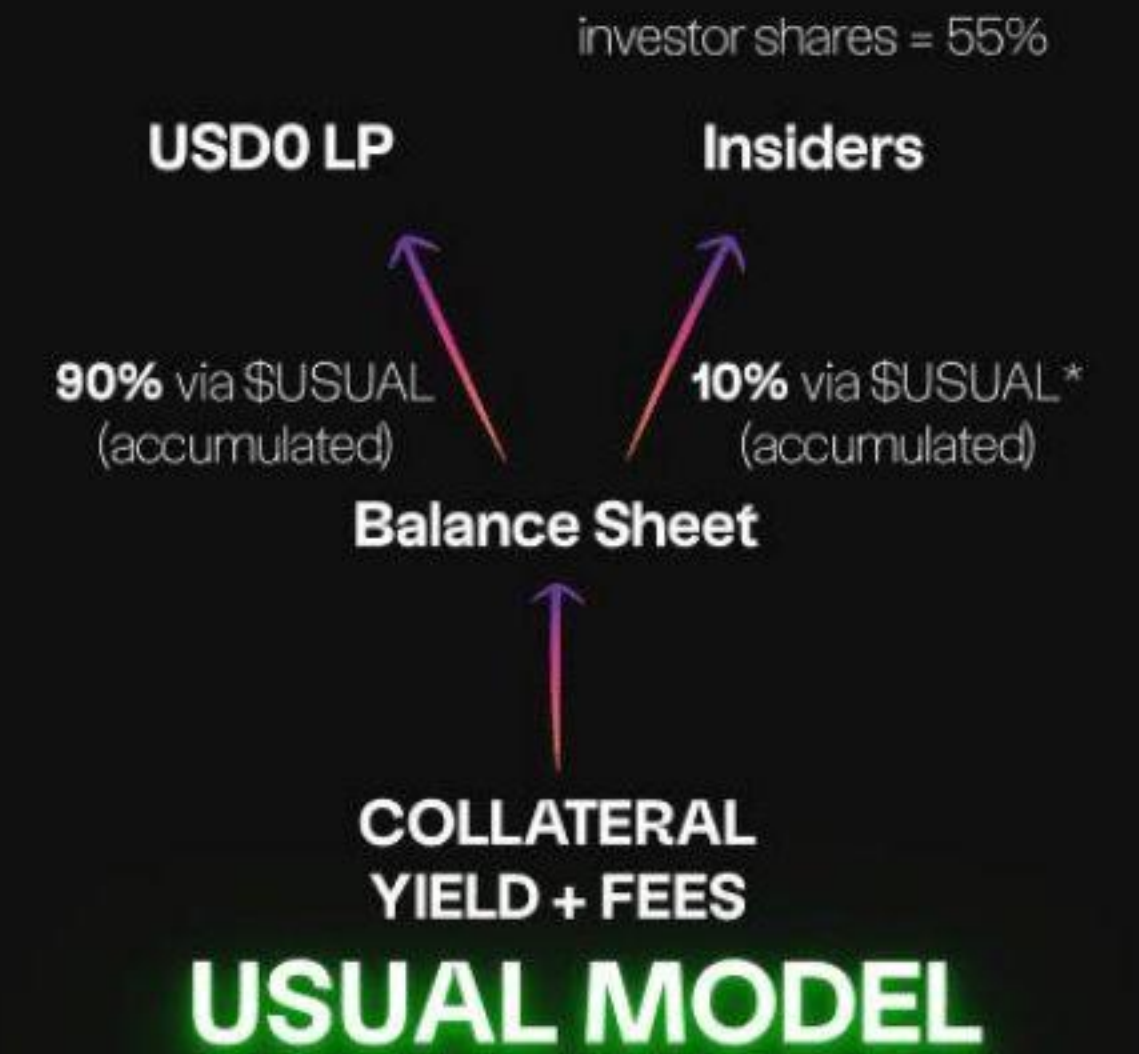 investor shares = 55%
USD0 LP
Insiders
90% via $USUAL
(accumulated)
10% via $USUAL*
(accumulated)
Balance Sheet
COLLATERAL
YIELD + FEES
USUAL MODEL